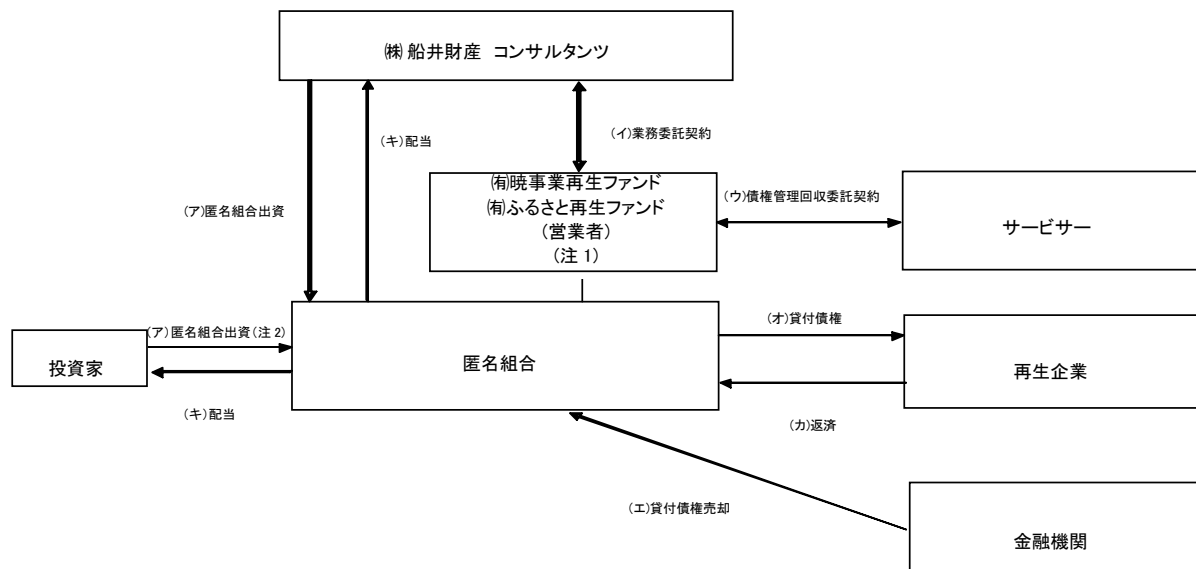 ㈱船井財産 コンサルタンツ
(キ)配当
(イ)業務委託契約
㈲暁事業再生ファンド
㈲ふるさと再生ファンド
(営業者)
(注1)
(ウ)債権管理回収委託契約
サービサー
(ア)匿名組合出資
(ア)匿名組合出資(注2)
投資家
匿名組合
(オ)貸付債権
再生企業
(キ)配当
(カ)返済
(エ)貸付債権売却
金融機関